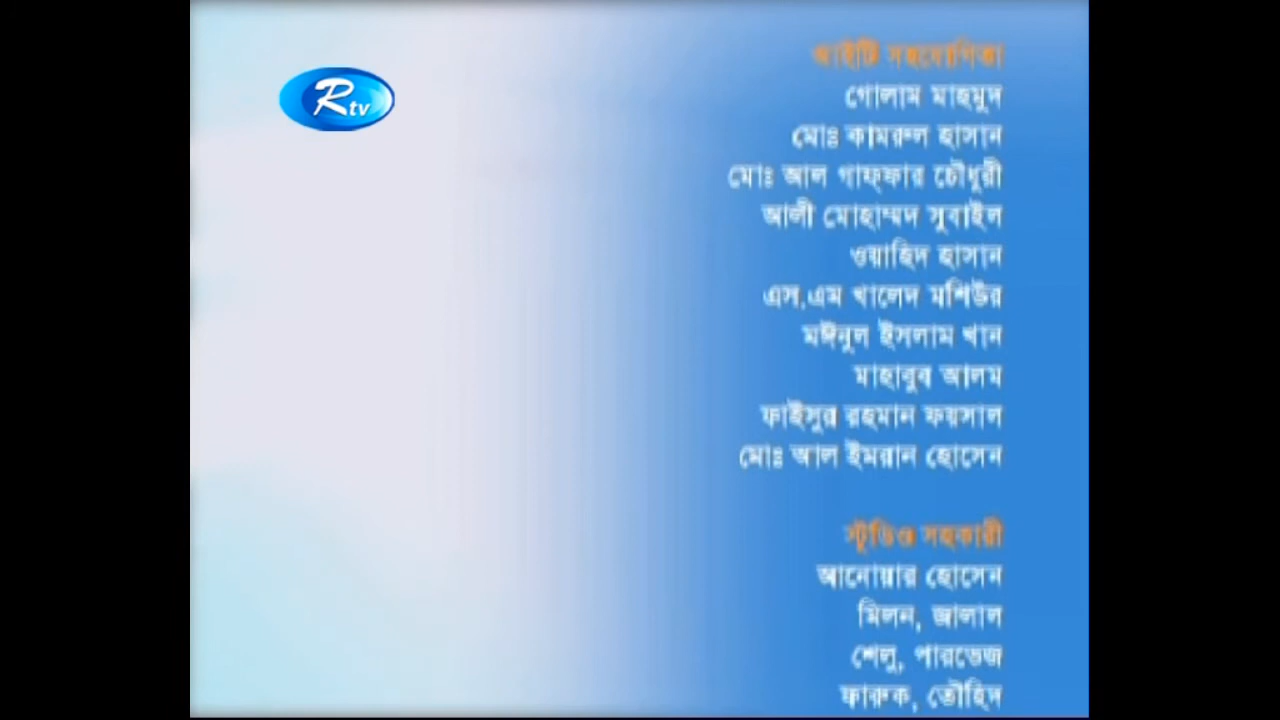 Rtv
আইটি সহযোগিতা
গোলাম মাহমুদ
মোঃ কামরুল হাসান
মোঃ আল গাফ্ফার চৌধুরী
আলী মোহাম্মদ সুবাইল
ওয়াহিদ হাসান
এস.এম খালেদ মশিউর
মঈনুল ইসলাম খান
মাহাবুব আলম
ফাইসুর রহমান ফয়সাল
মোঃ আল ইমরান হোসেন
স্টুডিও সহকারী
আনোয়ার হোসেন
মিলন, জালাল
শেলু, পারভেজ
ফারুক, তৌহিদ